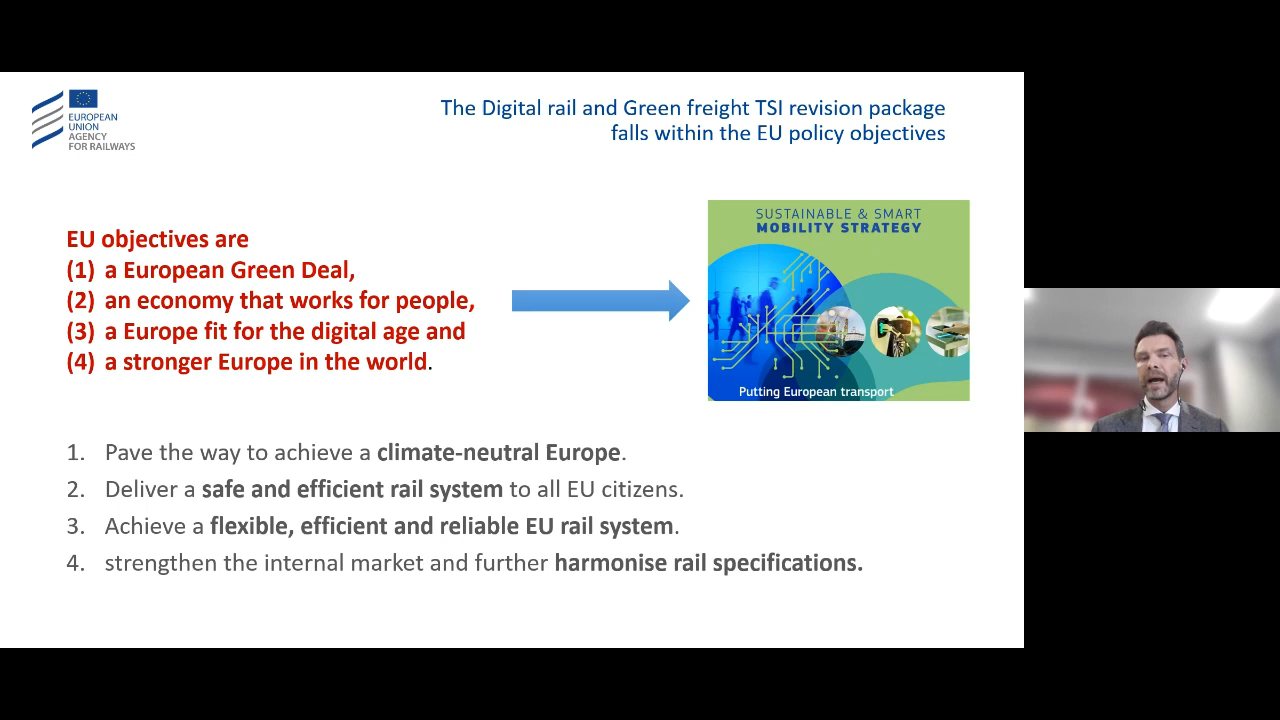 EUROPEAN
UNION
AGENCY
FOR RAILWAYS
The Digital rail and Green freight TSI revision package
falls within the EU policy objectives
EU objectives are
(1) a European Green Deal,
(2) an economy that works for people,
(3) a Europe fit for the digital age and
(4) a stronger Europe in the world.
SUSTAINABLE & SMART
MOBILITY STRATEGY
Putting European transport
1. Pave the way to achieve a climate-neutral Europe.
2. Deliver a safe and efficient rail system to all EU citizens.
3. Achieve a flexible, efficient and reliable EU rail system.
4. strengthen the internal market and further harmonise rail specifications.